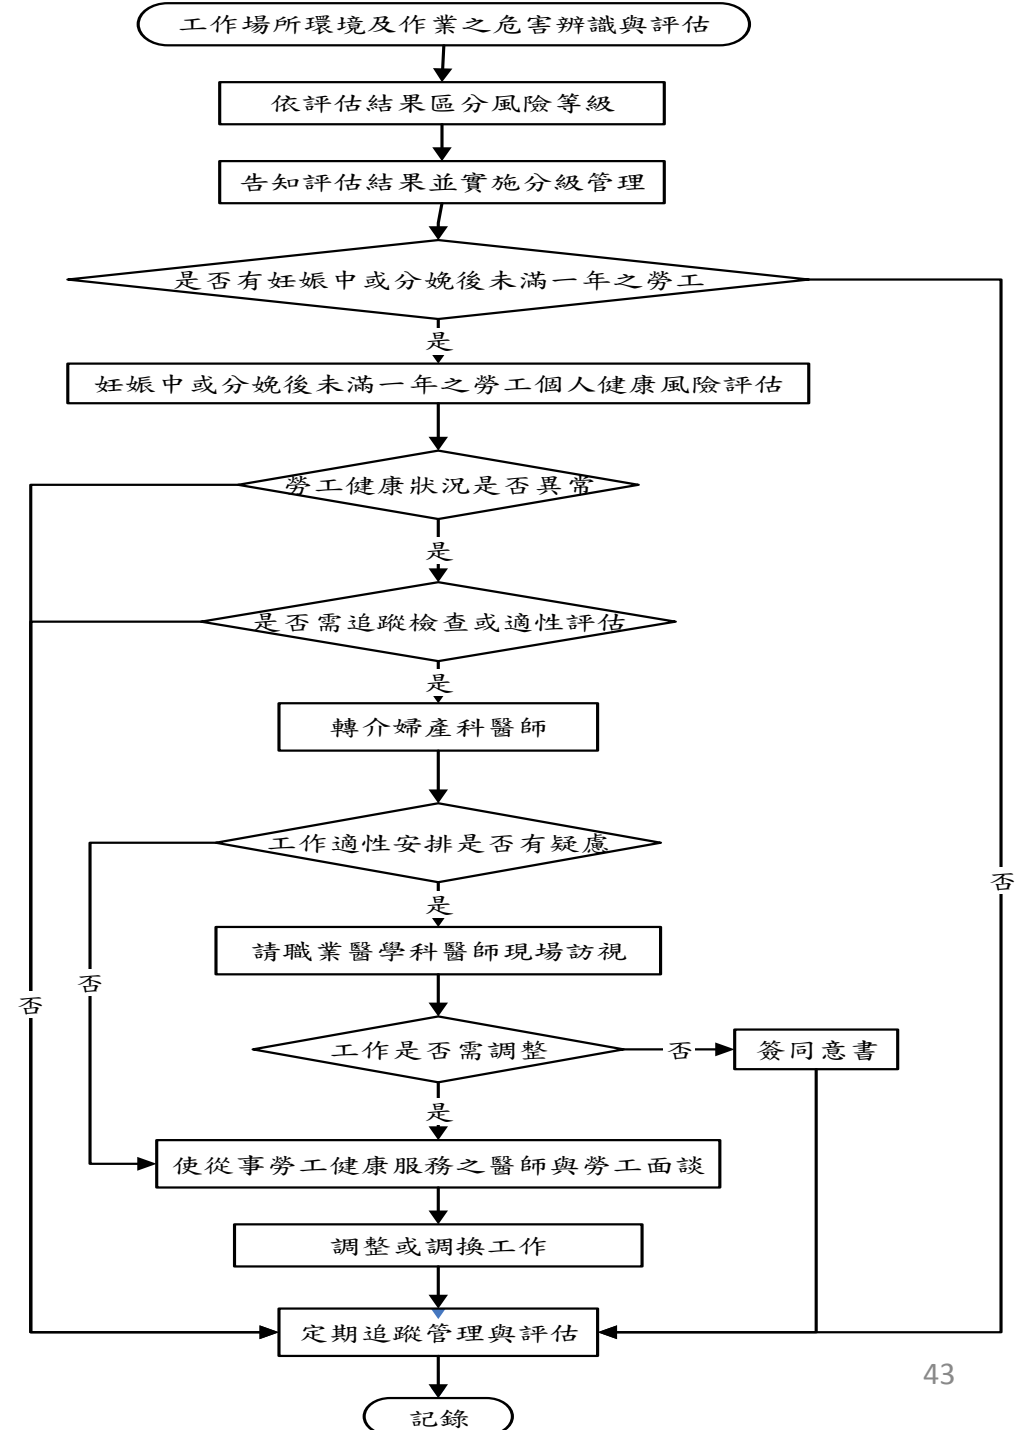 工作場所環境及作業之危害辨識與評估
依評估結果區分風險等級
告知評估結果並實施分級管理
是否有妊娠中或分娩後未滿一年之勞工
是
妊娠中或分娩後未滿一年之勞工個人健康風險評估
勞工健康狀況是否異常
是
是否需追蹤檢查或適性評估
是
轉介婦產科醫師
工作適性安排是否有疑慮
否
是
請職業醫學科醫師現場訪視
否
否
工作是否需調整
否
簽同意書
是
使從事勞工健康服務之醫師與勞工面談
調整或調換工作
定期追蹤管理與評估
43
記錄